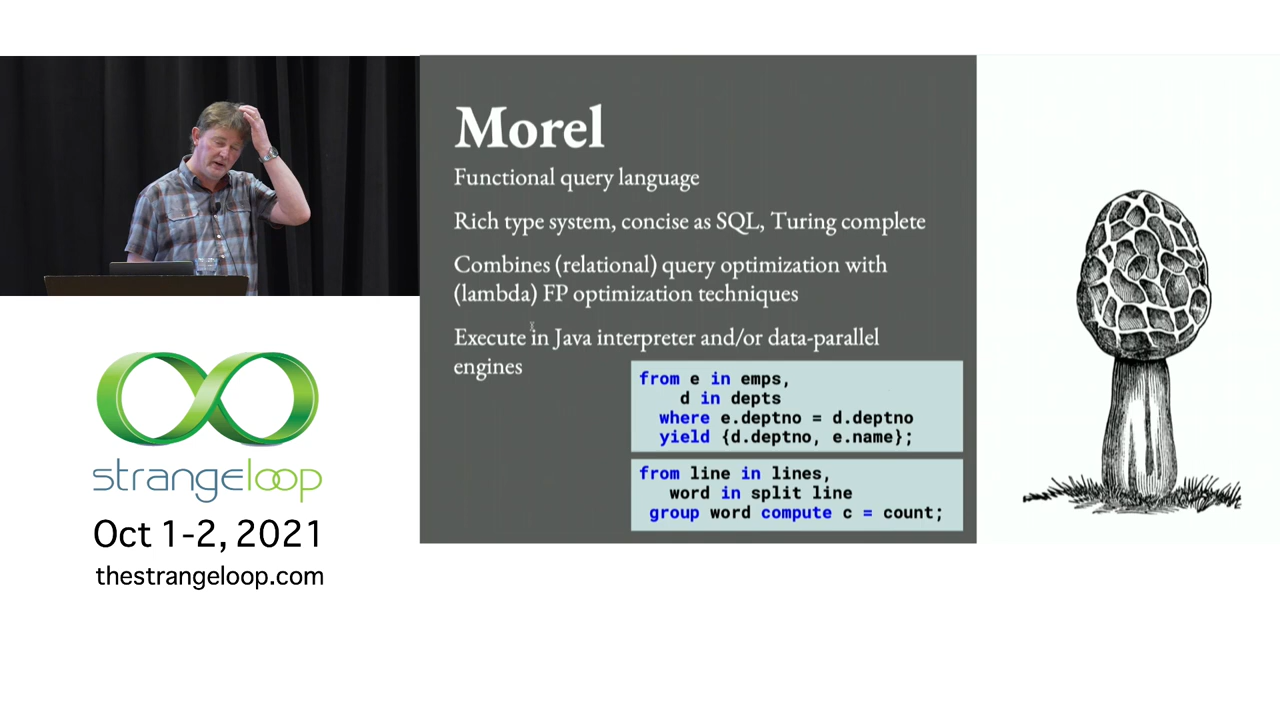 Morel
Functional query language
Rich type system, concise as SQL, Turing complete
Combines (relational) query optimization with
(lambda) FP optimization techniques
Execute in Java interpreter and/or data-parallel
engines
from e in emps,
d in depts
where e.deptno = d.deptno
yield {d.deptno, e.name};
from line in lines,
word in split line
group word compute c = count;
strangeloop
Oct 1-2, 2021
thestrangeloop.com